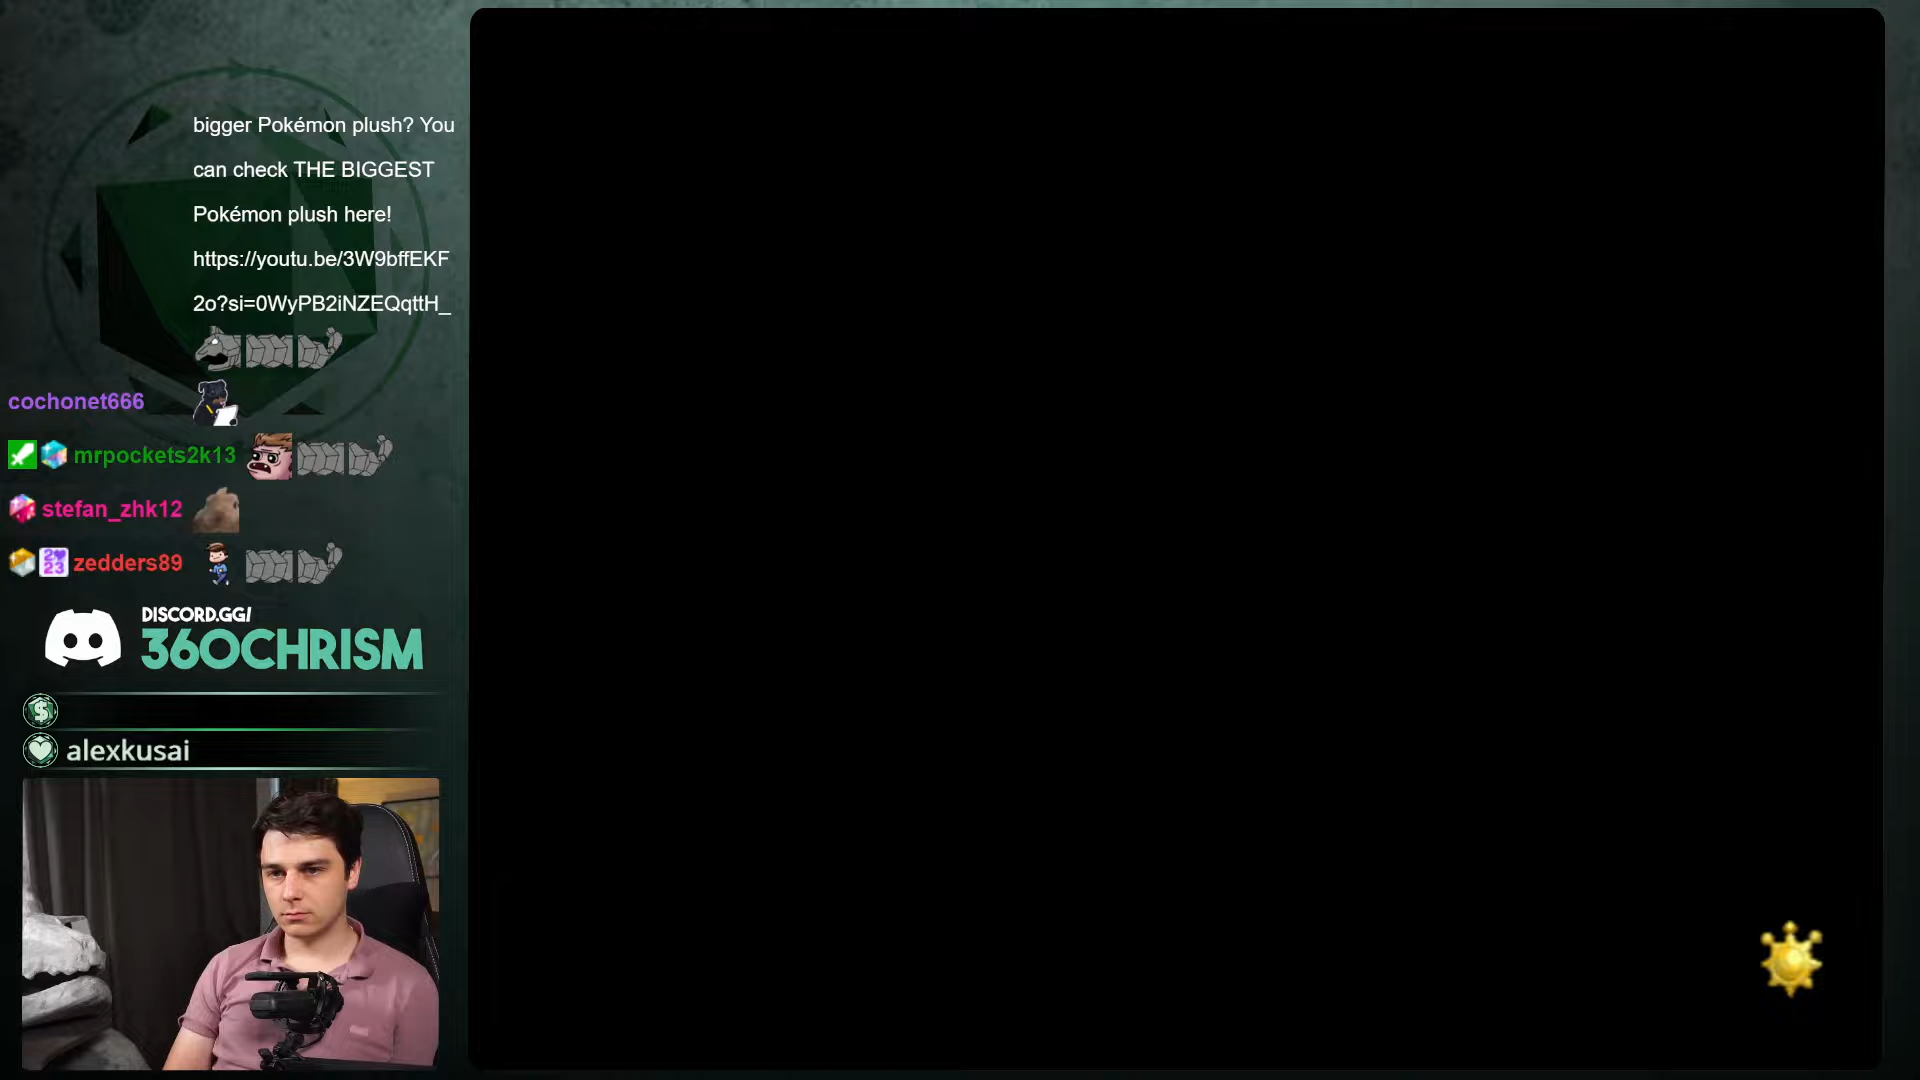 bigger Pokémon plush? You
can check THE BIGGEST
Pokémon plush here!
https://youtu.be/3W9bffEKF
2o?si=0WyPB2iNZEQqttH_
cochonet666
mrpockets2k13
stefan_zhk12
2023 zedders89
DISCORD.GG/
360CHRISM
$
alexkusai